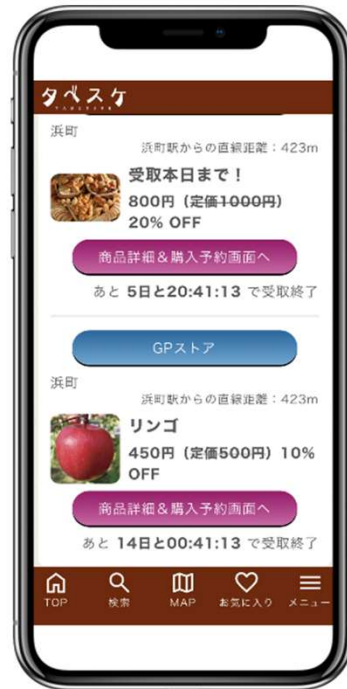 タベスケ
TABESUKE
浜町
浜町駅からの直線距離：423m
受取本日まで！
800円（定価1000円）
20% OFF
商品詳細＆購入予約画面へ
あと 5日と20:41:13 で受取終了
GPストア
浜町
浜町駅からの直線距離：423m
リンゴ
450円（定価500円）10%
OFF
商品詳細＆購入予約画面へ
あと 14日と00:41:13 で受取終了
TOP 検索 MAP お気に入り メニュー